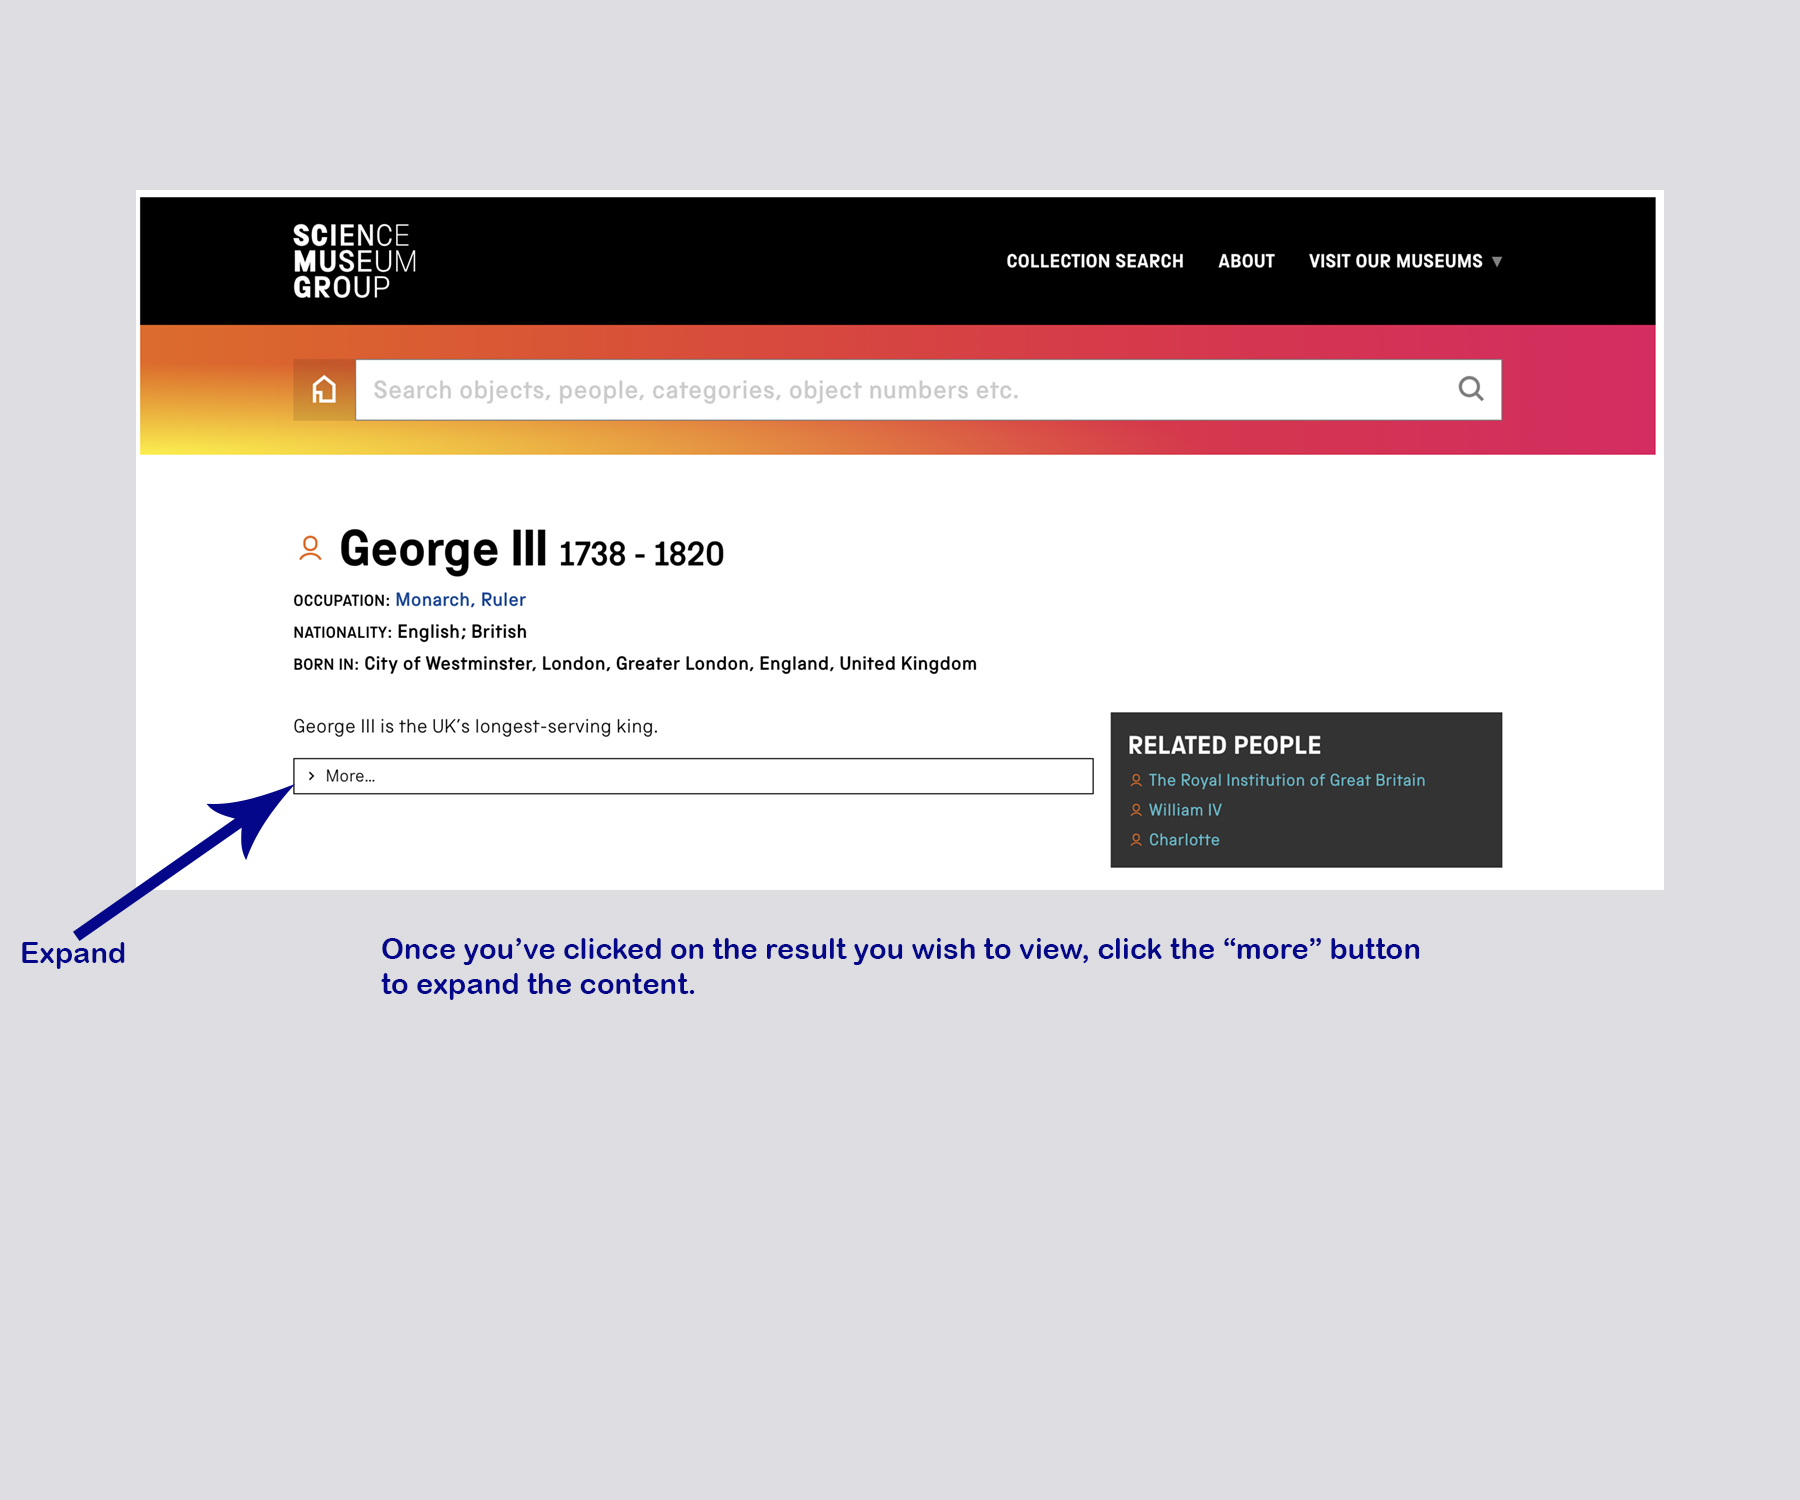 SCIENCE
MUSEUM
GROUP
COLLECTION SEARCH ABOUT VISIT OUR MUSEUMS ▼
Search objects, people, categories, object numbers etc.
George III 1738 - 1820
OCCUPATION: Monarch, Ruler
NATIONALITY: English; British
BORN IN: City of Westminster, London, Greater London, England, United Kingdom
George III is the UK’s longest-serving king.
> More...
RELATED PEOPLE
The Royal Institution of Great Britain
William IV
Charlotte
Expand
Once you’ve clicked on the result you wish to view, click the “more” button
to expand the content.